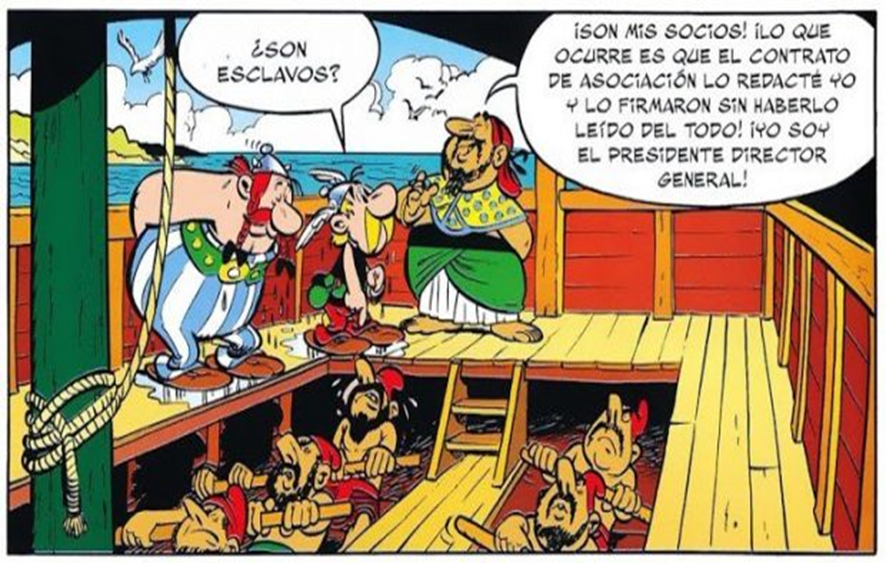 ¿SON
ESCLAVOS?
¡SON MIS SOCIOS! ¡LO QUE
OCURRE ES QUE EL CONTRATO
DE ASOCIACIÓN LO REDACTÉ YO
Y LO FIRMARON SIN HABERLO
LEÍDO DEL TODO! ¡YO SOY
EL PRESIDENTE DIRECTOR
GENERAL!